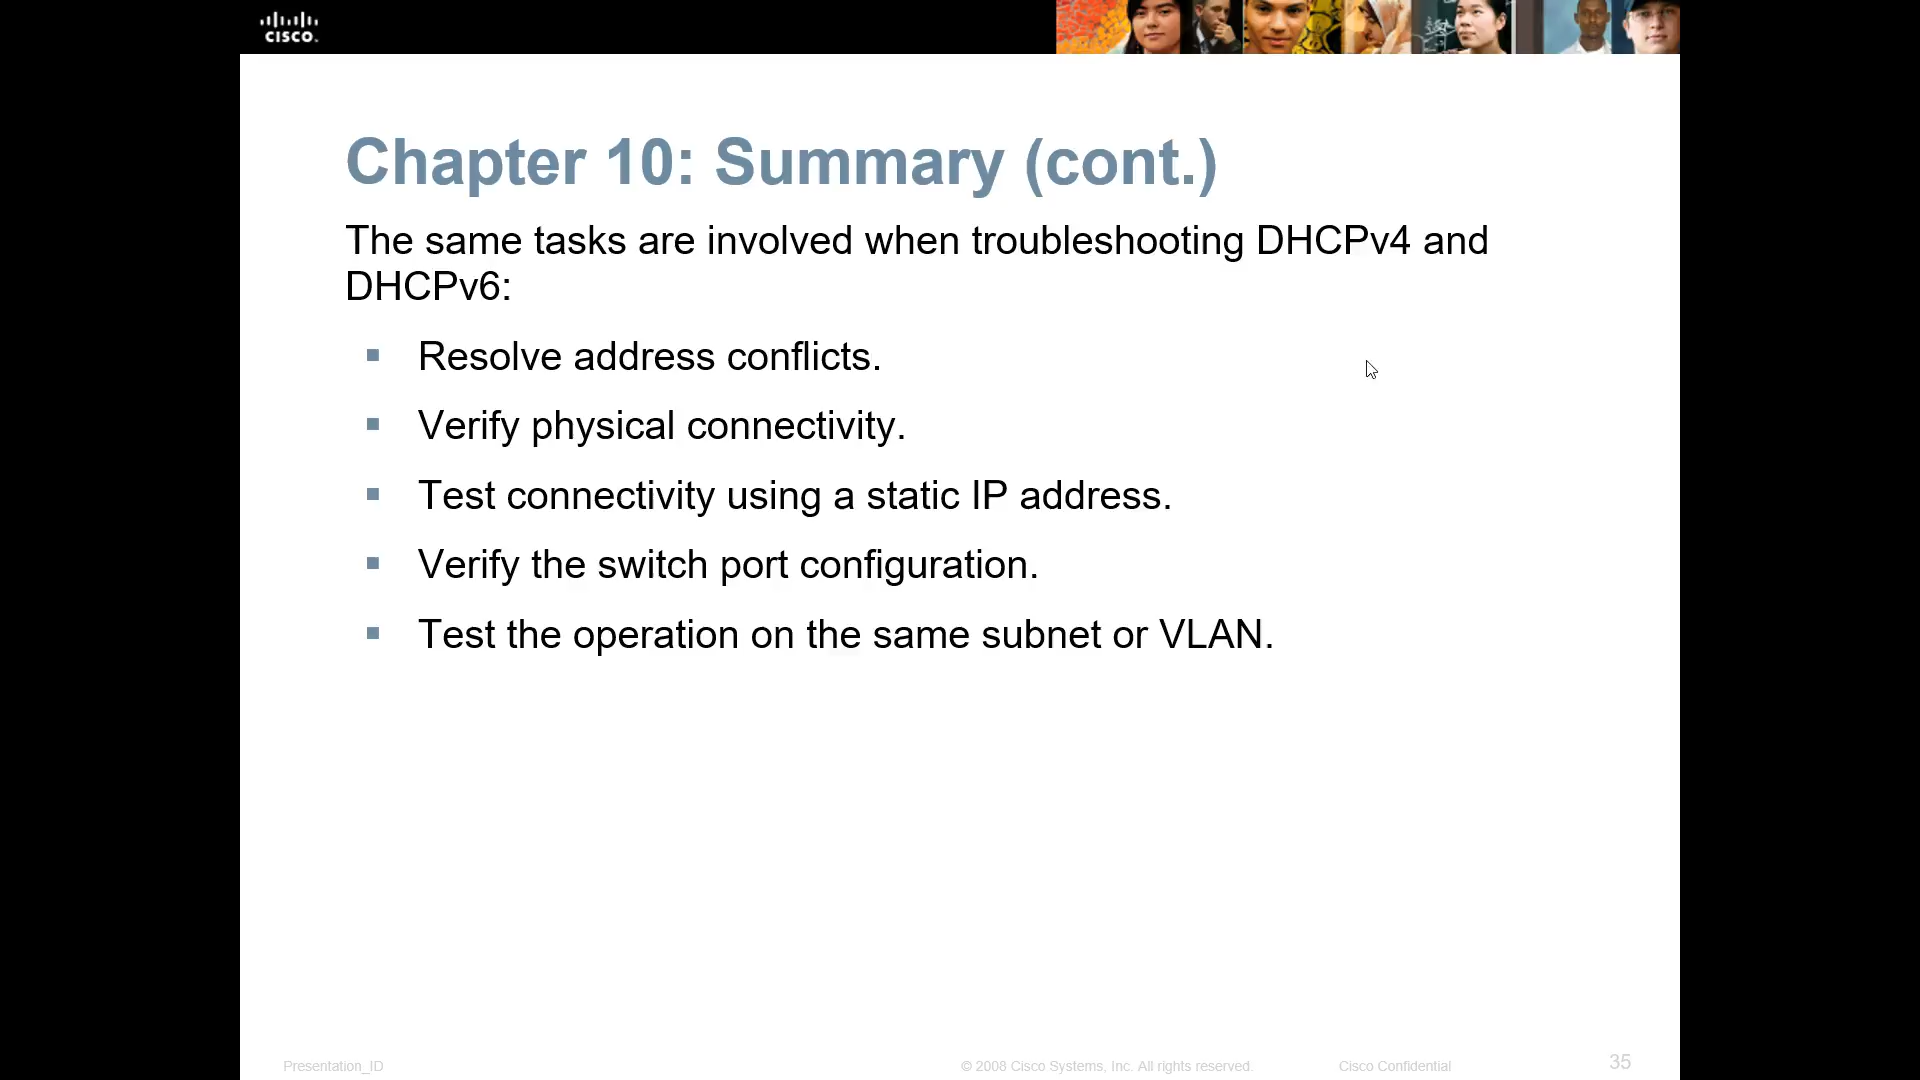 CISCO.
Chapter 10: Summary (cont.)
The same tasks are involved when troubleshooting DHCPv4 and
DHCPv6:
▪ Resolve address conflicts.
▪ Verify physical connectivity.
▪ Test connectivity using a static IP address.
▪ Verify the switch port configuration.
▪ Test the operation on the same subnet or VLAN.
Presentation_ID © 2008 Cisco Systems, Inc. All rights reserved. Cisco Confidential 35